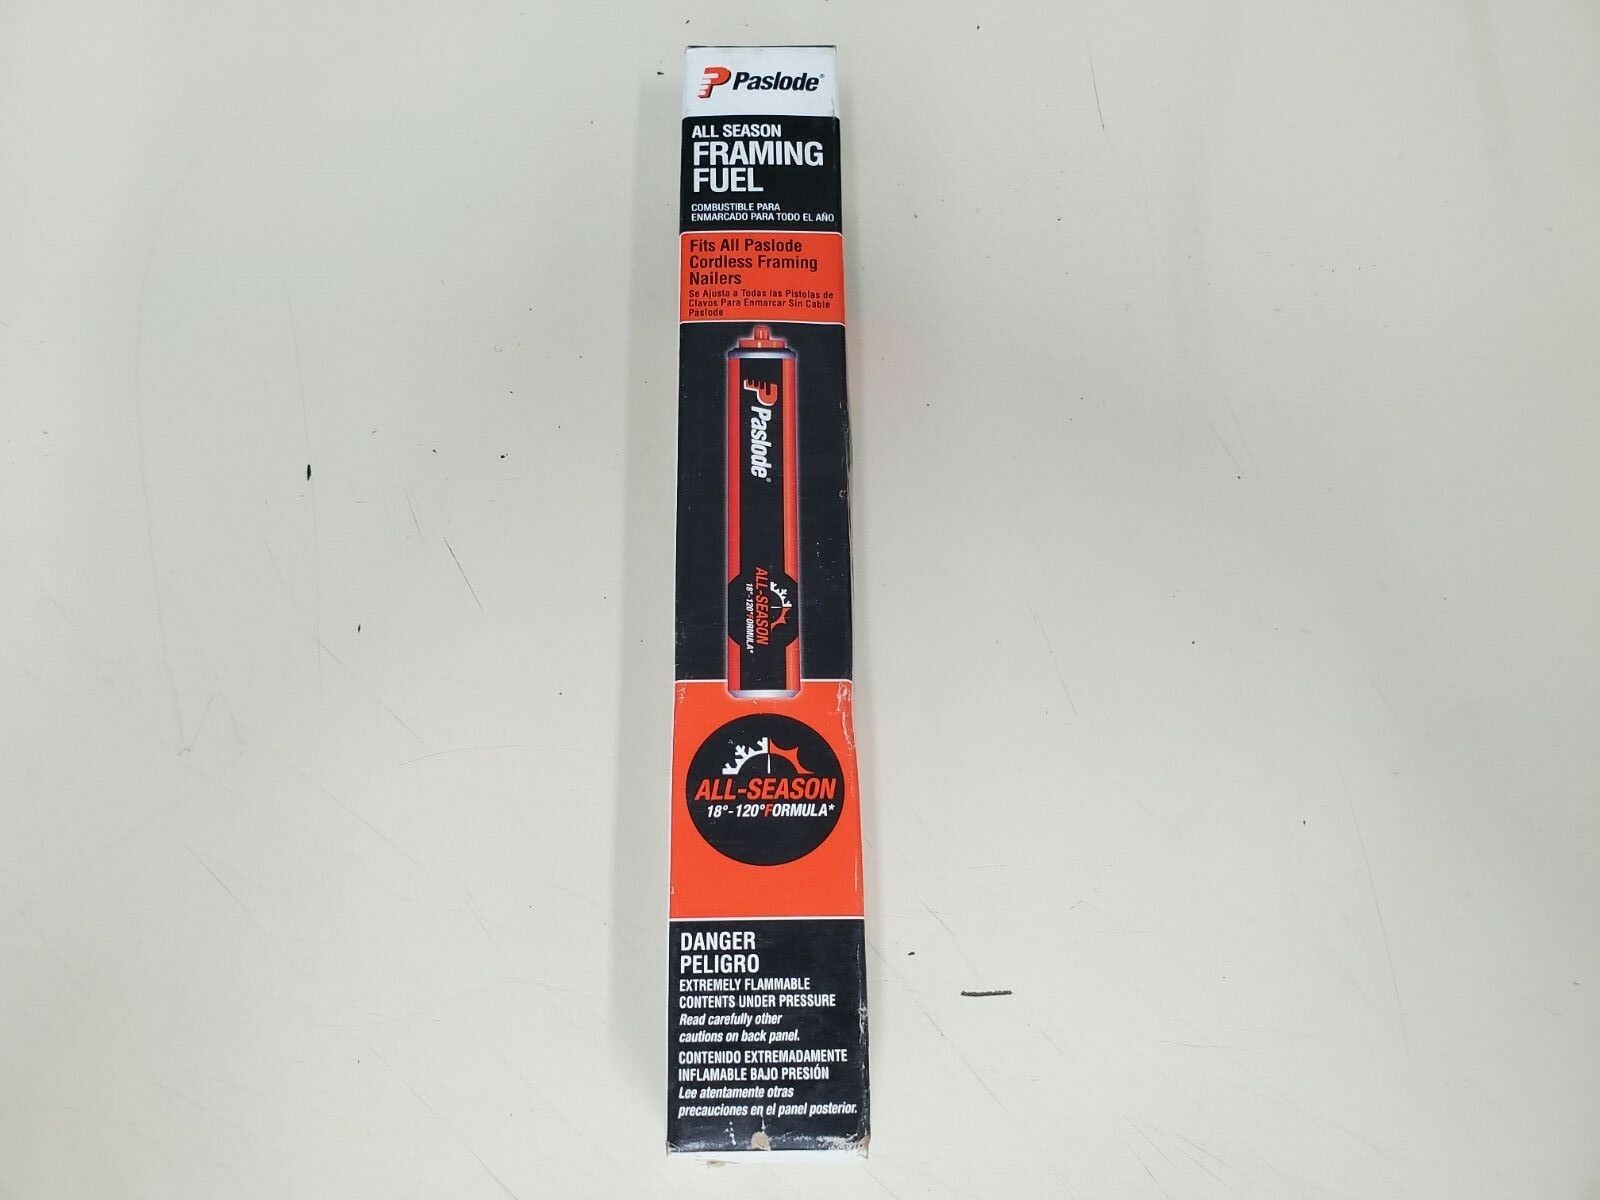 Paslode®
ALL SEASON
FRAMING
FUEL
COMBUSTIBLE PARA
ENMARCADO PARA TODO EL AÑO
Fits All Paslode
Cordless Framing
Nailers
Se Ajusta a Todas las Pistolas de
Clavos Para Enmarcar Sin Cable
Paslode
Paslode®
ALL-SEASON
18°-120°FORMULA*
ALL-SEASON
18°-120°FORMULA*
DANGER
PELIGRO
EXTREMELY FLAMMABLE
CONTENTS UNDER PRESSURE
Read carefully other
cautions on back panel.
CONTENIDO EXTREMADAMENTE
INFLAMABLE BAJO PRESIÓN
Lee atentamente otras
precauciones en el panel posterior.